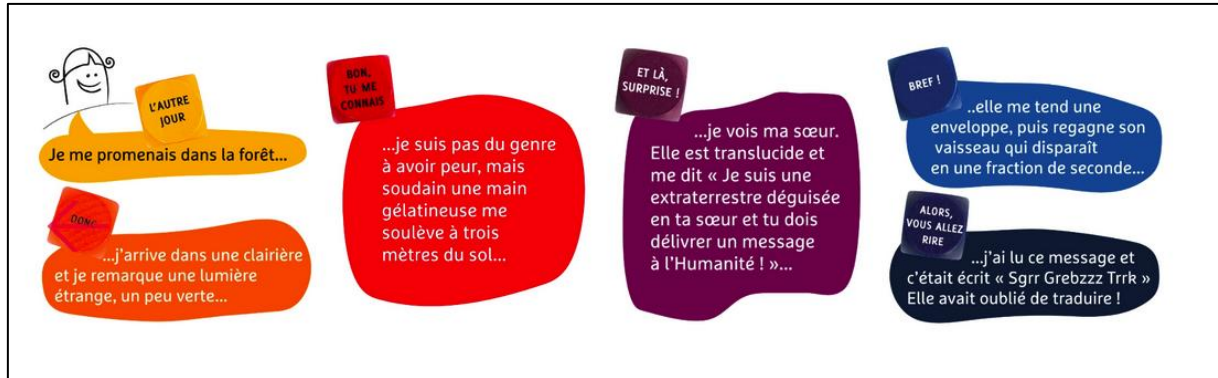 L'AUTRE
JOUR
Je me promenais dans la forêt...
DONC
...j'arrive dans une clairière
et je remarque une lumière
étrange, un peu verte...
BON,
TU ME
CONNAIS
...je suis pas du genre
à avoir peur, mais
soudain une main
gélatineuse me
soulève à trois
mètres du sol...
ET LÀ,
SURPRISE !
...je vois ma sœur.
Elle est translucide et
me dit « Je suis une
extraterrestre déguisée
en ta sœur et tu dois
délivrer un message
à l'Humanité ! »...
BREF !
..elle me tend une
enveloppe, puis regagne son
vaisseau qui disparaît
en une fraction de seconde...
ALORS,
VOUS ALLEZ
RIRE
...j'ai lu ce message et
c'était écrit « Sgrr Grebzzz Trrk »
Elle avait oublié de traduire !